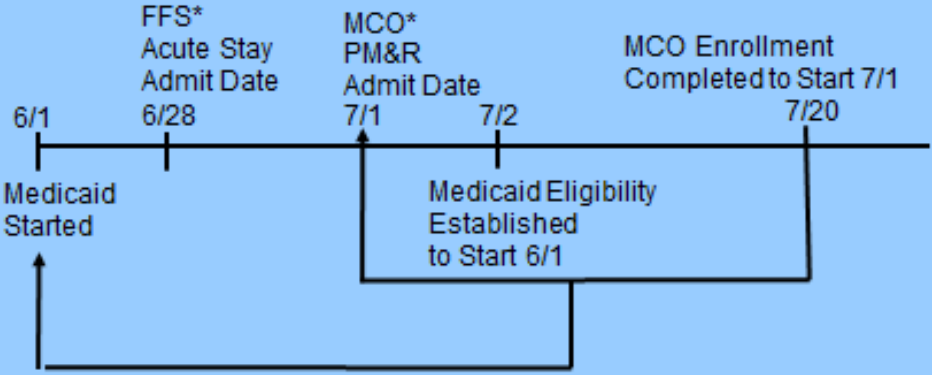 FFS*
Acute Stay
Admit Date
6/28
MCO*
PM&R
Admit Date
7/1
MCO Enrollment
Completed to Start 7/1
7/20
6/1
7/2
Medicaid
Started
Medicaid Eligibility
Established
to Start 6/1